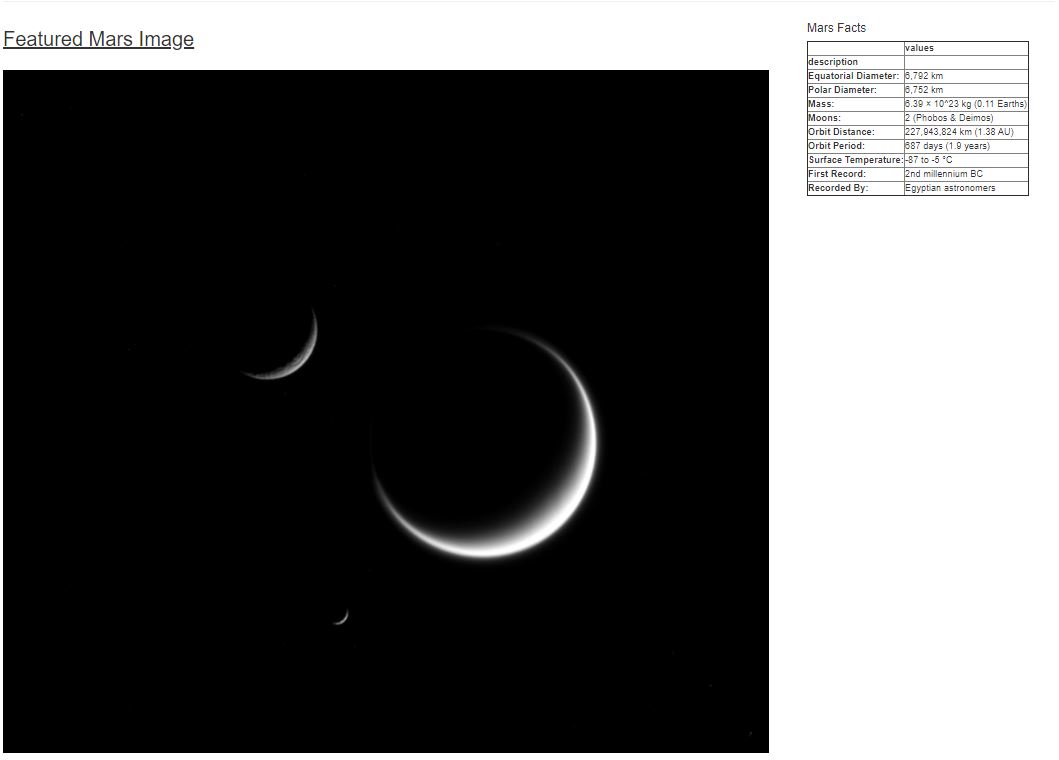 Featured Mars Image
Mars Facts
values
description
Equatorial Diameter: 6,792 km
Polar Diameter: 6,752 km
Mass: 6.39 × 10^23 kg (0.11 Earths)
Moons: 2 (Phobos & Deimos)
Orbit Distance: 227,943,824 km (1.38 AU)
Orbit Period: 687 days (1.9 years)
Surface Temperature: -87 to -5 °C
First Record: 2nd millennium BC
Recorded By: Egyptian astronomers